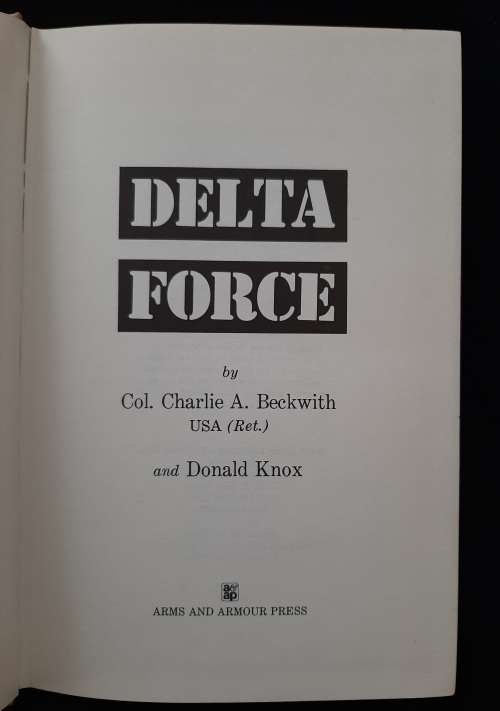 DELTA
FORCE
by
Col. Charlie A. Beckwith
USA (Ret.)
and Donald Knox
a&
ap
ARMS AND ARMOUR PRESS